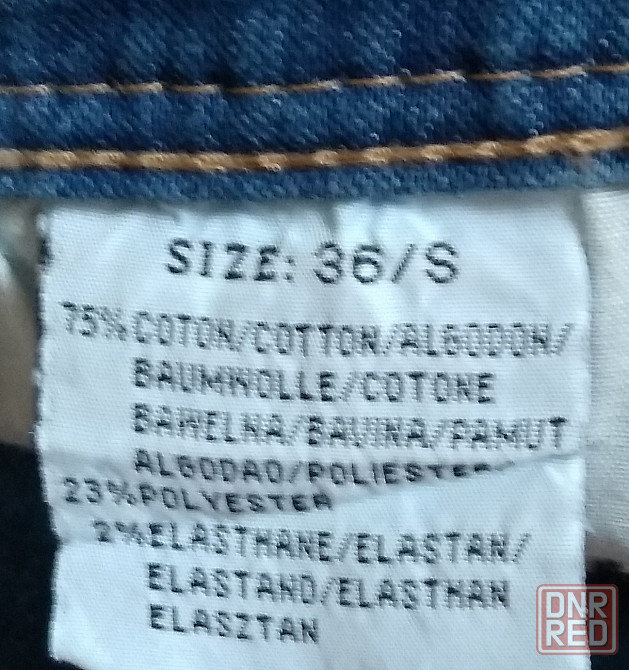 SIZE: 36/S
75% COTON/COTTON/ALGODON/
BAUMWOLLE/COTONE
BAWELNA/BAVLNA/PAMUT
ALGODAO/POLIESTER
23% POLYESTER
2% ELASTHANE/ELASTAN/
ELASTANO/ELASTHAN
ELASZTAN
DNR
RED